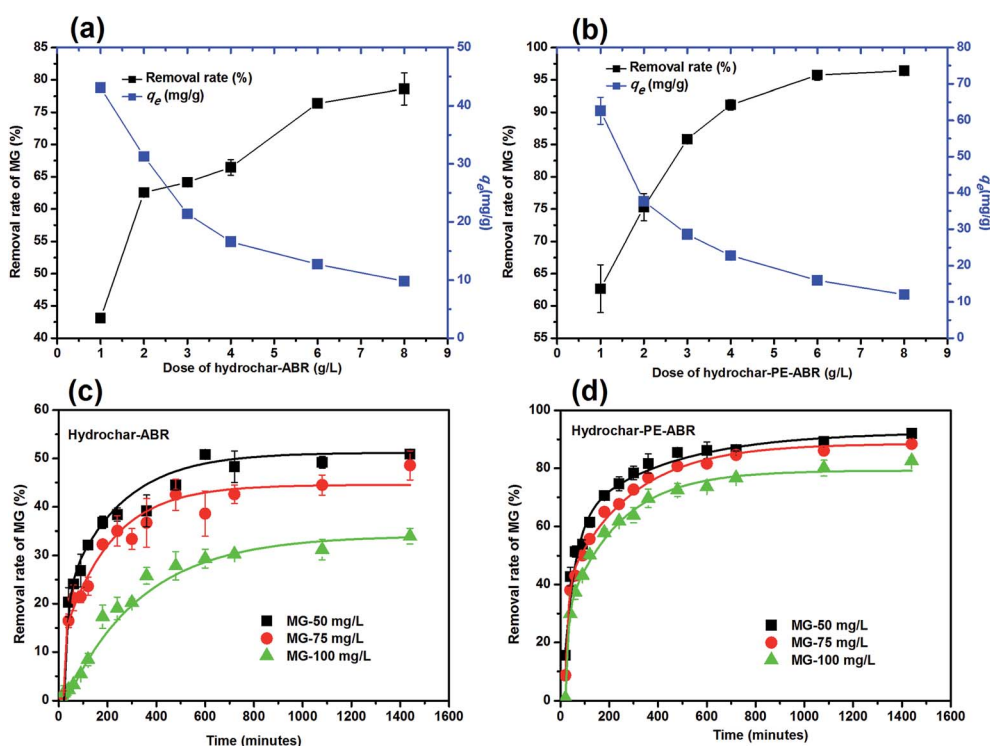 (a)
85
80
75
70
65
60
55
50
45
40
Removal rate of MG (%)
Removal rate (%)
qe (mg/g)
50
40
30
20
10
0
qe(mg/g)
0 1 2 3 4 5 6 7 8 9
Dose of hydrochar-ABR (g/L)
(b)
100
95
90
85
80
75
70
65
60
55
Removal rate of MG (%)
Removal rate (%)
qe (mg/g)
80
70
60
50
40
30
20
10
0
qe(mg/g)
0 1 2 3 4 5 6 7 8 9
Dose of hydrochar-PE-ABR (g/L)
(c)
60
50
40
30
20
10
0
Removal rate of MG (%)
Hydrochar-ABR
MG-50 mg/L
MG-75 mg/L
MG-100 mg/L
0 200 400 600 800 1000 1200 1400 1600
Time (minutes)
(d)
100
80
60
40
20
0
Removal rate of MG (%)
Hydrochar-PE-ABR
MG-50 mg/L
MG-75 mg/L
MG-100 mg/L
0 200 400 600 800 1000 1200 1400 1600
Time (minutes)